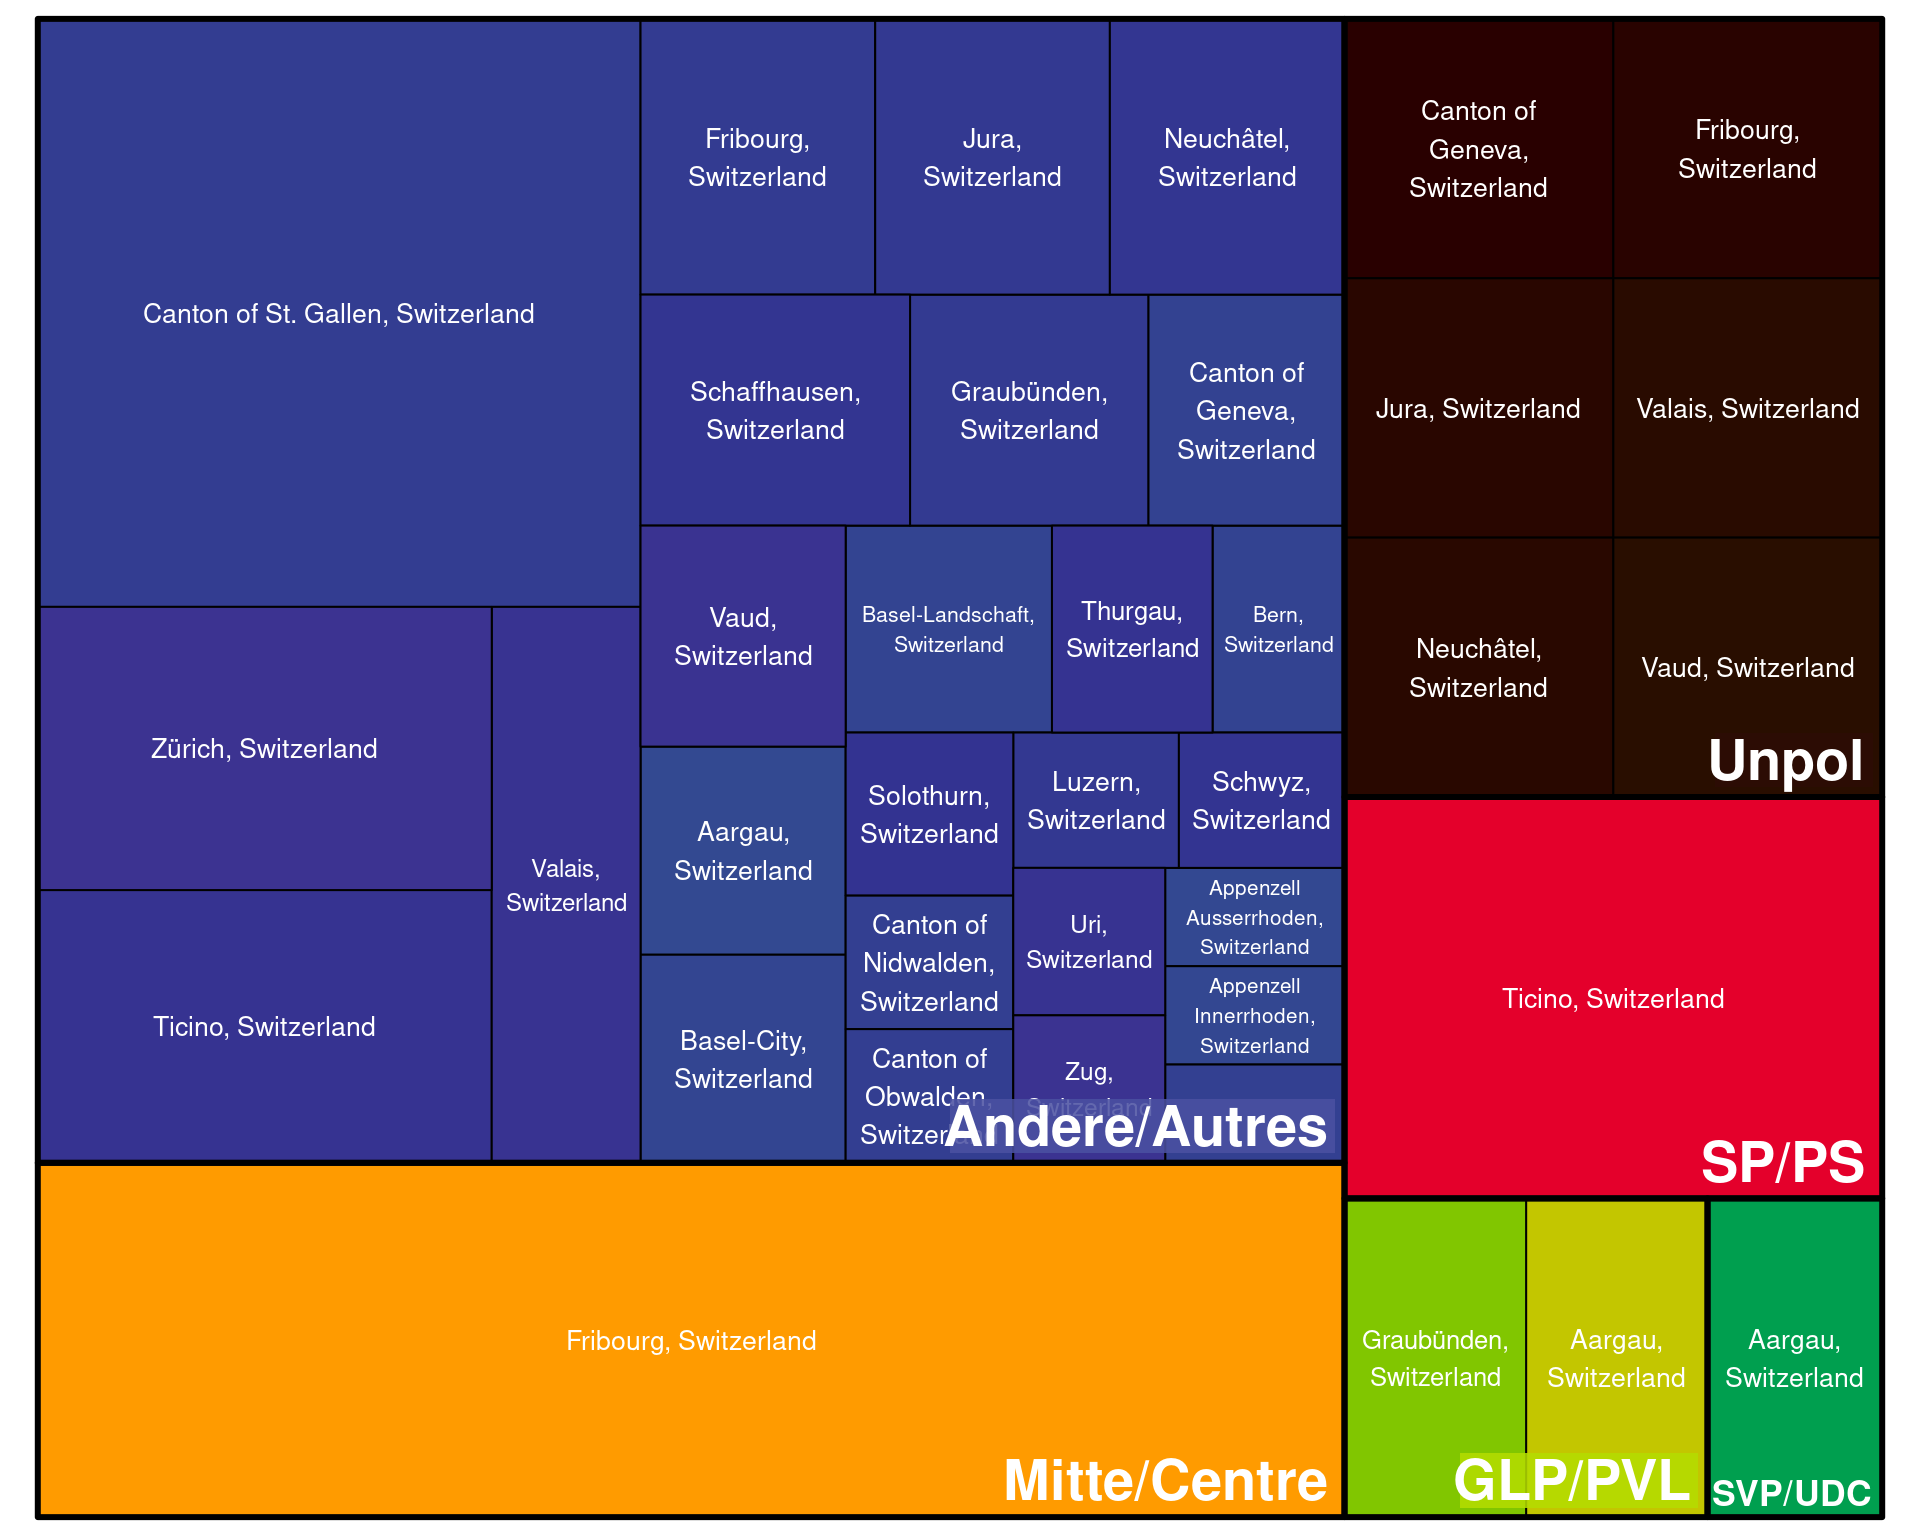 Canton of St. Gallen, Switzerland
Fribourg,
Switzerland
Jura,
Switzerland
Neuchâtel,
Switzerland
Schaffhausen,
Switzerland
Graubünden,
Switzerland
Canton of
Geneva,
Switzerland
Zürich, Switzerland
Ticino, Switzerland
Valais,
Switzerland
Vaud,
Switzerland
Basel-Landschaft,
Switzerland
Thurgau,
Switzerland
Bern,
Switzerland
Aargau,
Switzerland
Basel-City,
Switzerland
Solothurn,
Switzerland
Luzern,
Switzerland
Schwyz,
Switzerland
Canton of
Nidwalden,
Switzerland
Canton of
Obwalden,
Switzerland
Uri,
Switzerland
Zug,
Switzerland
Appenzell
Ausserrhoden,
Switzerland
Appenzell
Innerrhoden,
Switzerland
Andere/Autres
Fribourg, Switzerland
Mitte/Centre
Canton of
Geneva,
Switzerland
Fribourg,
Switzerland
Jura, Switzerland
Valais, Switzerland
Neuchâtel,
Switzerland
Vaud, Switzerland
Unpol
Ticino, Switzerland
SP/PS
Graubünden,
Switzerland
Aargau,
Switzerland
GLP/PVL
Aargau,
Switzerland
SVP/UDC